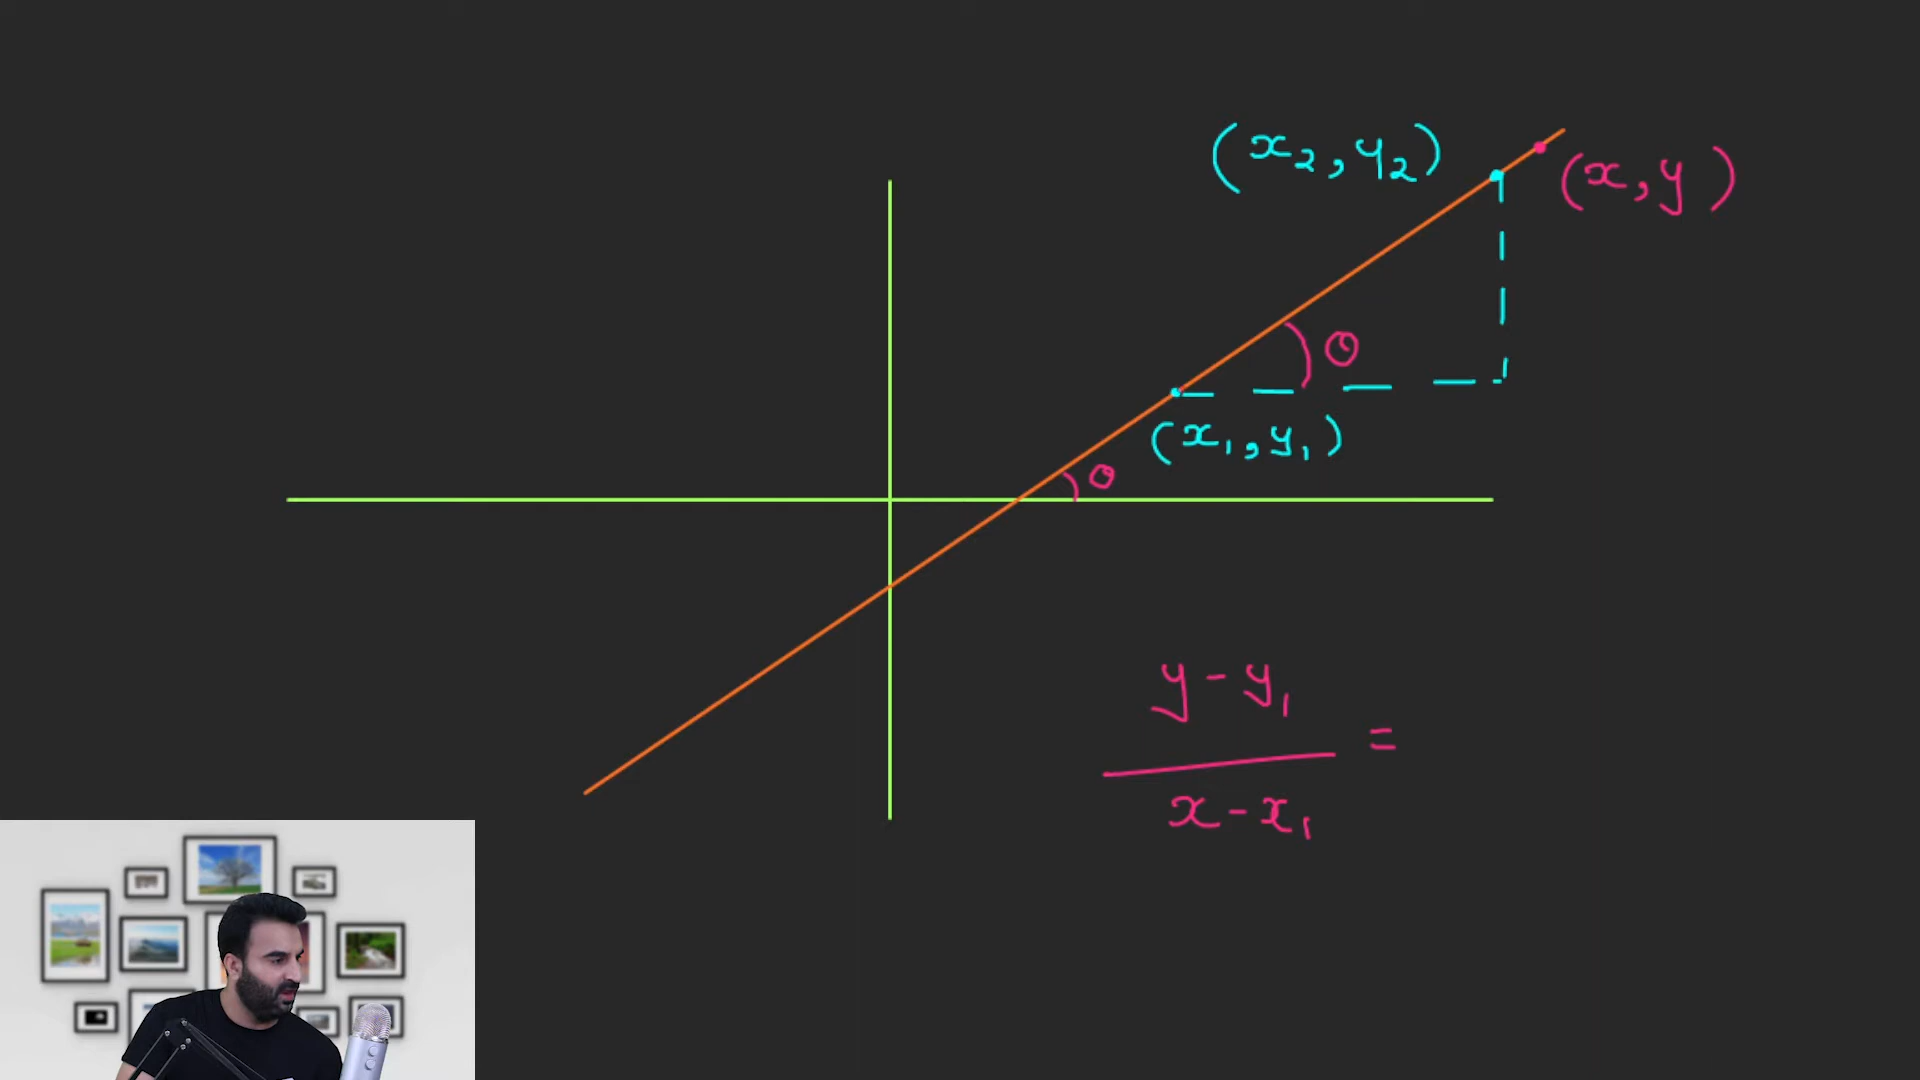 (x₂, y₂)
(x, y)
θ
(x₁, y₁)
θ
y - y₁
=
x - x₁